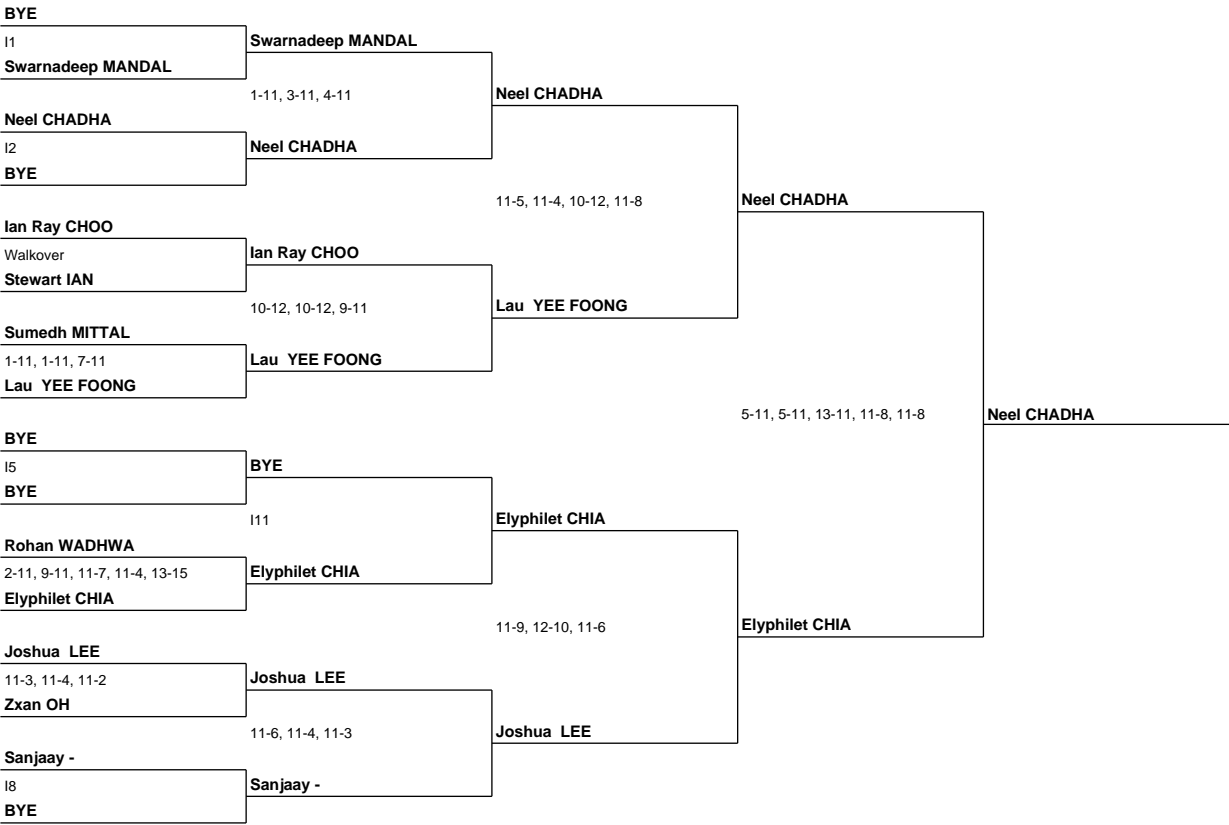 BYE
I1
Swarnadeep MANDAL
Swarnadeep MANDAL
1-11, 3-11, 4-11
Neel CHADHA
Neel CHADHA
I2
Neel CHADHA
BYE
11-5, 11-4, 10-12, 11-8
Neel CHADHA
Ian Ray CHOO
Walkover
Ian Ray CHOO
Stewart IAN
10-12, 10-12, 9-11
Lau  YEE FOONG
Sumedh MITTAL
1-11, 1-11, 7-11
Lau  YEE FOONG
Lau  YEE FOONG
5-11, 5-11, 13-11, 11-8, 11-8
Neel CHADHA
BYE
I5
BYE
BYE
I11
Elyphilet CHIA
Rohan WADHWA
2-11, 9-11, 11-7, 11-4, 13-15
Elyphilet CHIA
Elyphilet CHIA
11-9, 12-10, 11-6
Elyphilet CHIA
Joshua  LEE
11-3, 11-4, 11-2
Joshua  LEE
Zxan OH
11-6, 11-4, 11-3
Joshua  LEE
Sanjaay -
I8
Sanjaay -
BYE